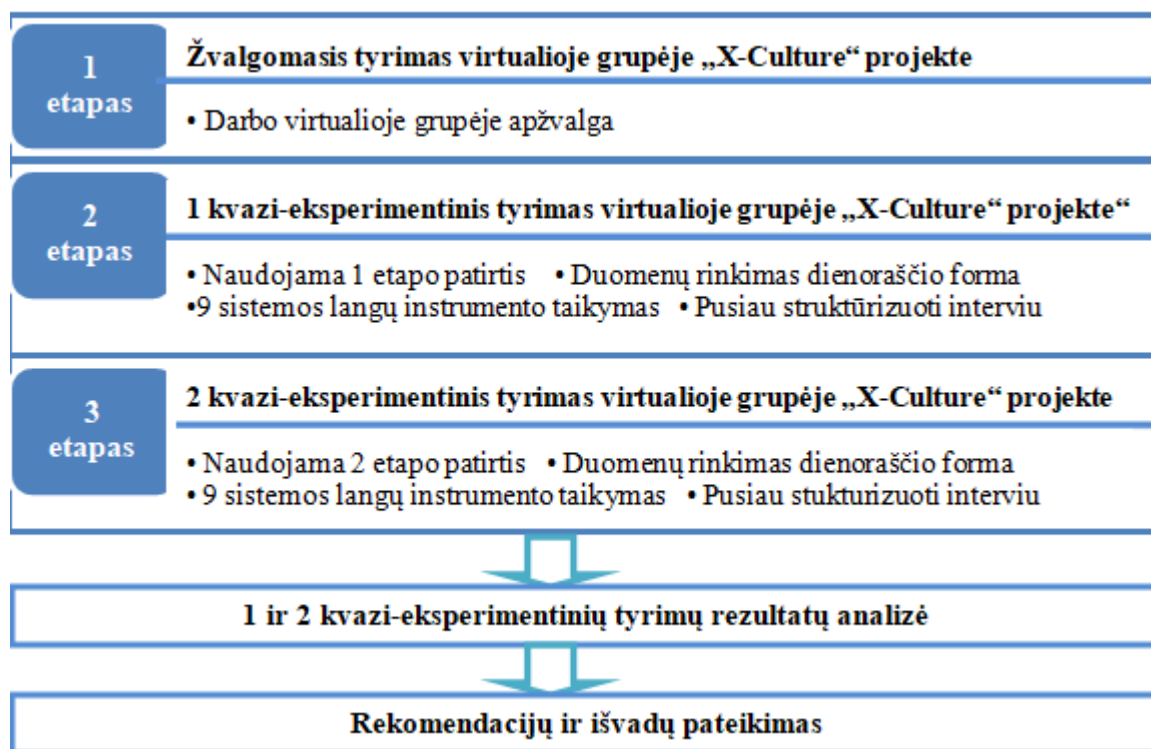 1
etapas
Žvalgomasis tyrimas virtualioje grupėje „X-Culture“ projekte
• Darbo virtualioje grupėje apžvalga
2
etapas
1 kvazi-eksperimentinis tyrimas virtualioje grupėje „X-Culture“ projekte“
• Naudojama 1 etapo patirtis • Duomenų rinkimas dienoraščio forma
•9 sistemos langų instrumento taikymas • Pusiau struktūrizuoti interviu
3
etapas
2 kvazi-eksperimentinis tyrimas virtualioje grupėje „X-Culture“ projekte
• Naudojama 2 etapo patirtis • Duomenų rinkimas dienoraščio forma
• 9 sistemos langų instrumento taikymas • Pusiau stukturizuoti interviu
1 ir 2 kvazi-eksperimentinių tyrimų rezultatų analizė
Rekomendacijų ir išvadų pateikimas